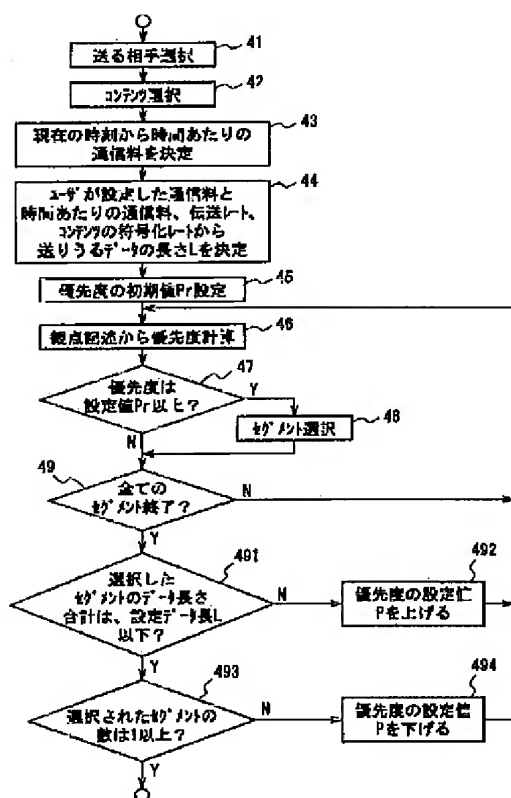 送る相手選択
41
コンテンツ選択
42
現在の時刻から時間あたりの
通信料を決定
43
ユーザが設定した通信料と
時間あたりの通信料、伝送レート、
コンテンツの符号化レートから
送りうるデータの長さLを決定
44
優先度の初期値Pr設定
45
観点記述から優先度計算
46
優先度は
設定値Pr以上?
47
Y
N
セグメント選択
48
49
全ての
セグメント終了?
N
Y
選択した
セグメントのデータ長さ
合計は、設定データ長L
以下?
491
N
優先度の設定値
Pを上げる
492
Y
選択されたセグメントの
数は1以上?
493
N
優先度の設定値
Pを下げる
494
Y